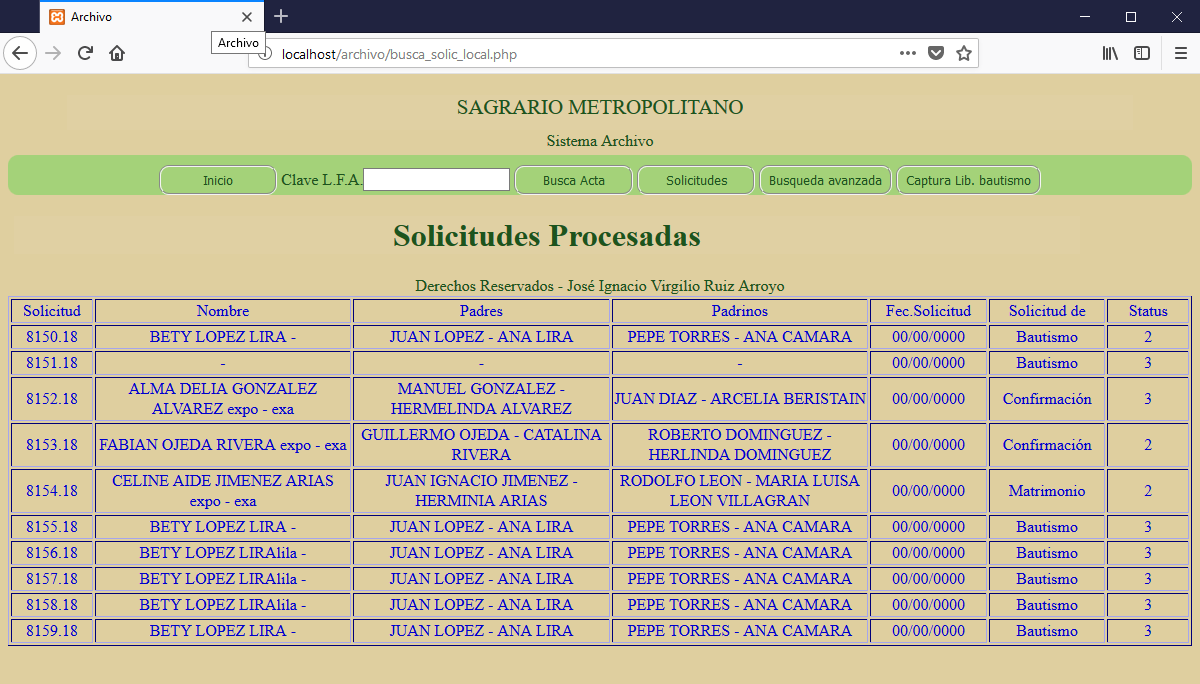 Archivo
Archivo
localhost/archivo/busca_solic_local.php
SAGRARIO METROPOLITANO
Sistema Archivo
Inicio Clave L.F.A. Busca Acta Solicitudes Busqueda avanzada Captura Lib. bautismo
Solicitudes Procesadas
Derechos Reservados - José Ignacio Virgilio Ruiz Arroyo
Solicitud Nombre Padres Padrinos Fec.Solicitud Solicitud de Status
8150.18 BETY LOPEZ LIRA - JUAN LOPEZ - ANA LIRA PEPE TORRES - ANA CAMARA 00/00/0000 Bautismo 2
8151.18 - - - 00/00/0000 Bautismo 3
8152.18 ALMA DELIA GONZALEZ ALVAREZ expo - exa MANUEL GONZALEZ - HERMELINDA ALVAREZ JUAN DIAZ - ARCELIA BERISTAIN 00/00/0000 Confirmación 3
8153.18 FABIAN OJEDA RIVERA expo - exa GUILLERMO OJEDA - CATALINA RIVERA ROBERTO DOMINGUEZ - HERLINDA DOMINGUEZ 00/00/0000 Confirmación 2
8154.18 CELINE AIDE JIMENEZ ARIAS expo - exa JUAN IGNACIO JIMENEZ - HERMINIA ARIAS RODOLFO LEON - MARIA LUISA LEON VILLAGRAN 00/00/0000 Matrimonio 2
8155.18 BETY LOPEZ LIRA - JUAN LOPEZ - ANA LIRA PEPE TORRES - ANA CAMARA 00/00/0000 Bautismo 3
8156.18 BETY LOPEZ LIRAlila - JUAN LOPEZ - ANA LIRA PEPE TORRES - ANA CAMARA 00/00/0000 Bautismo 3
8157.18 BETY LOPEZ LIRAlila - JUAN LOPEZ - ANA LIRA PEPE TORRES - ANA CAMARA 00/00/0000 Bautismo 3
8158.18 BETY LOPEZ LIRAlila - JUAN LOPEZ - ANA LIRA PEPE TORRES - ANA CAMARA 00/00/0000 Bautismo 3
8159.18 BETY LOPEZ LIRA - JUAN LOPEZ - ANA LIRA PEPE TORRES - ANA CAMARA 00/00/0000 Bautismo 3